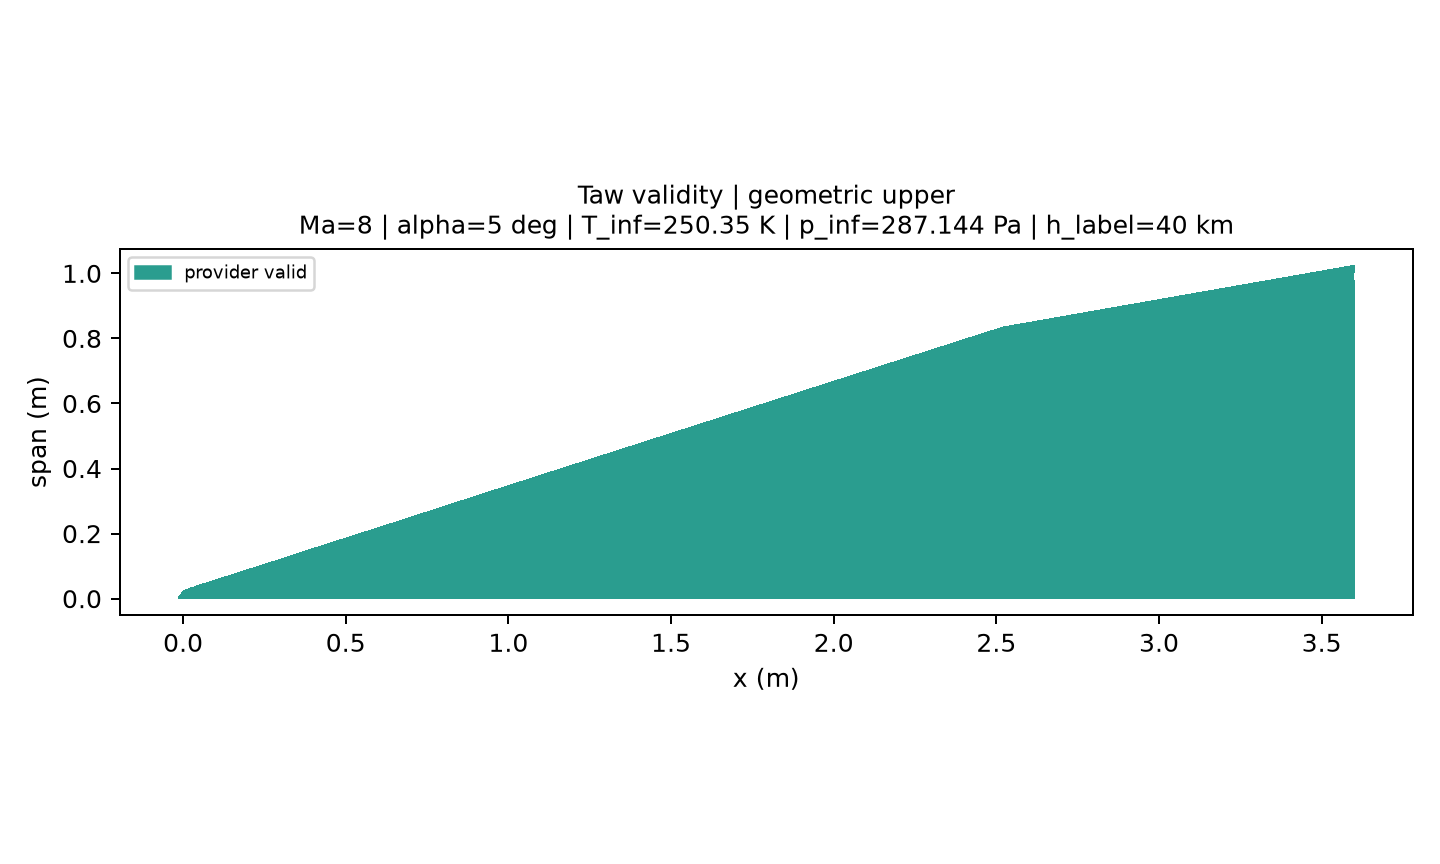 Taw validity | geometric upper
Ma=8 | alpha=5 deg | T_inf=250.35 K | p_inf=287.144 Pa | h_label=40 km
provider valid
1.0
0.8
0.6
0.4
0.2
0.0
span (m)
0.0 0.5 1.0 1.5 2.0 2.5 3.0 3.5
x (m)